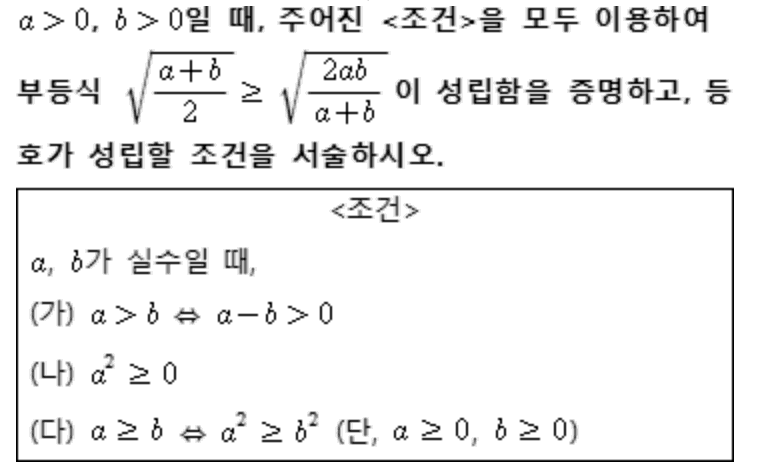 a > 0, b > 0일 때, 주어진 <조건>을 모두 이용하여
부등식 √((a+b)/2) ≥ √(2ab/(a+b)) 이 성립함을 증명하고, 등
호가 성립할 조건을 서술하시오.
<조건>
a, b가 실수일 때,
(가) a > b ⇔ a − b > 0
(나) a² ≥ 0
(다) a ≥ b ⇔ a² ≥ b² (단, a ≥ 0, b ≥ 0)